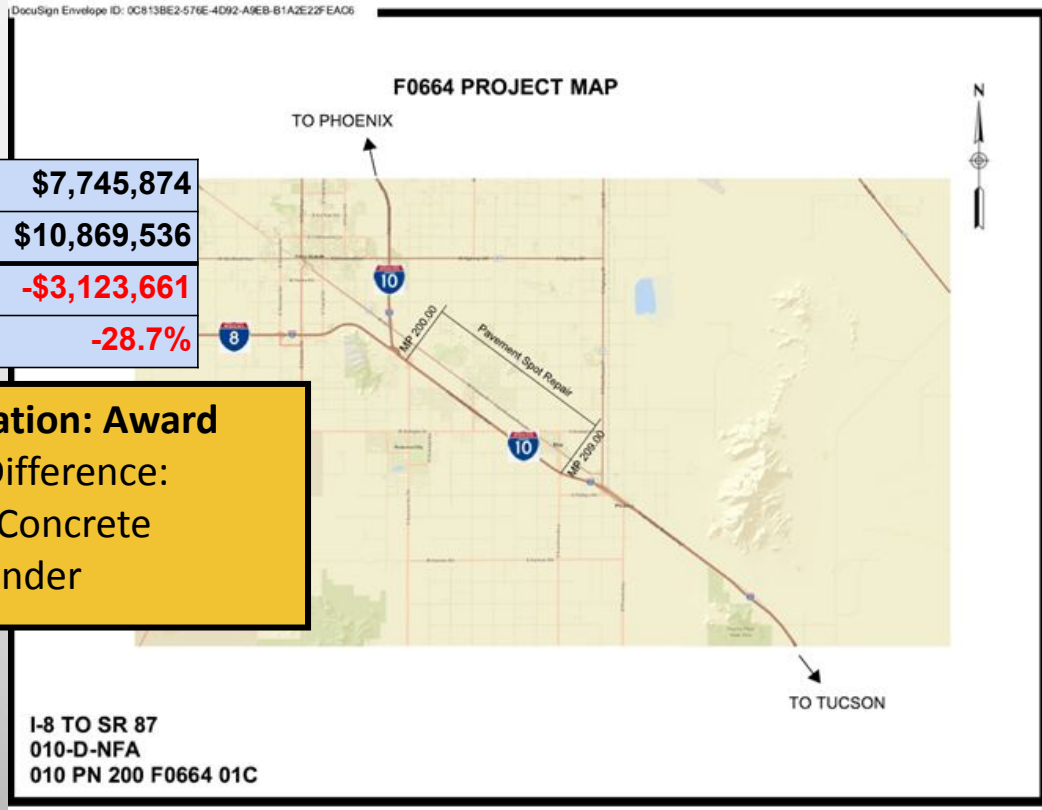 DocuSign Envelope ID: 0C813BE2-576E-4D92-A9EB-B1A2E22FEAC6
F0664 PROJECT MAP
N
TO PHOENIX
$7,745,874
$10,869,536
-$3,123,661
-28.7%
10
8
MP 200.00
Pavement Spot Repair
10
MP 209.00
ation: Award
Difference:
Concrete
nder
TO TUCSON
I-8 TO SR 87
010-D-NFA
010 PN 200 F0664 01C